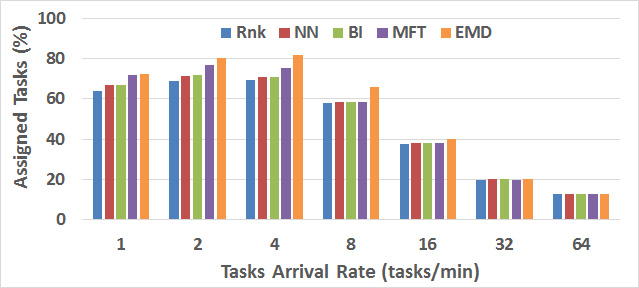 100
80
60
40
20
0
Assigned Tasks (%)
Rnk NN BI MFT EMD
1 2 4 8 16 32 64
Tasks Arrival Rate (tasks/min)